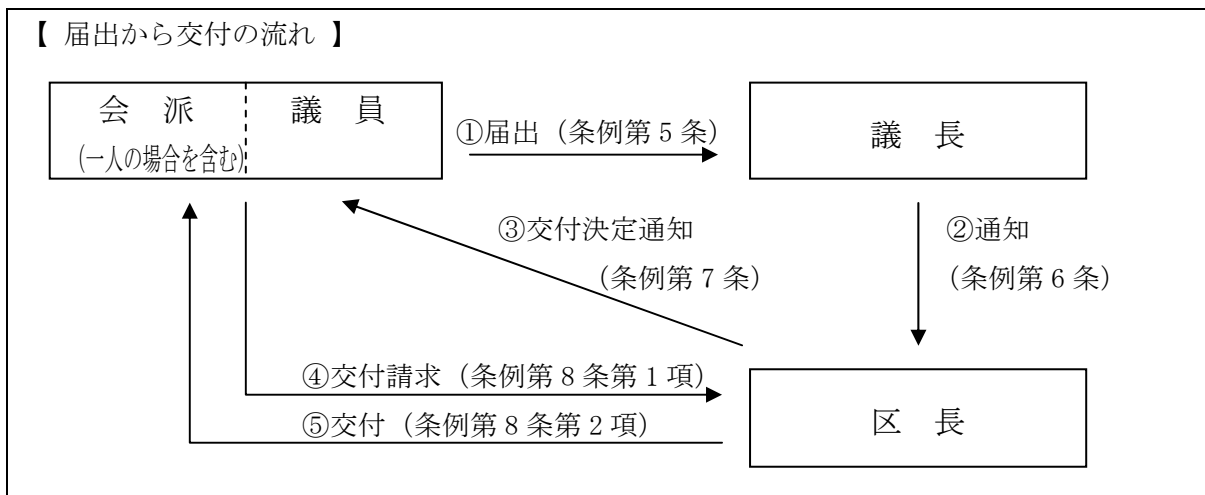 【 届出から交付の流れ 】
会　派
議　員
(一人の場合を含む)
①届出（条例第５条）
議　長
③交付決定通知
（条例第７条）
②通知
（条例第６条）
④交付請求（条例第８条第１項）
⑤交付（条例第８条第２項）
区　長